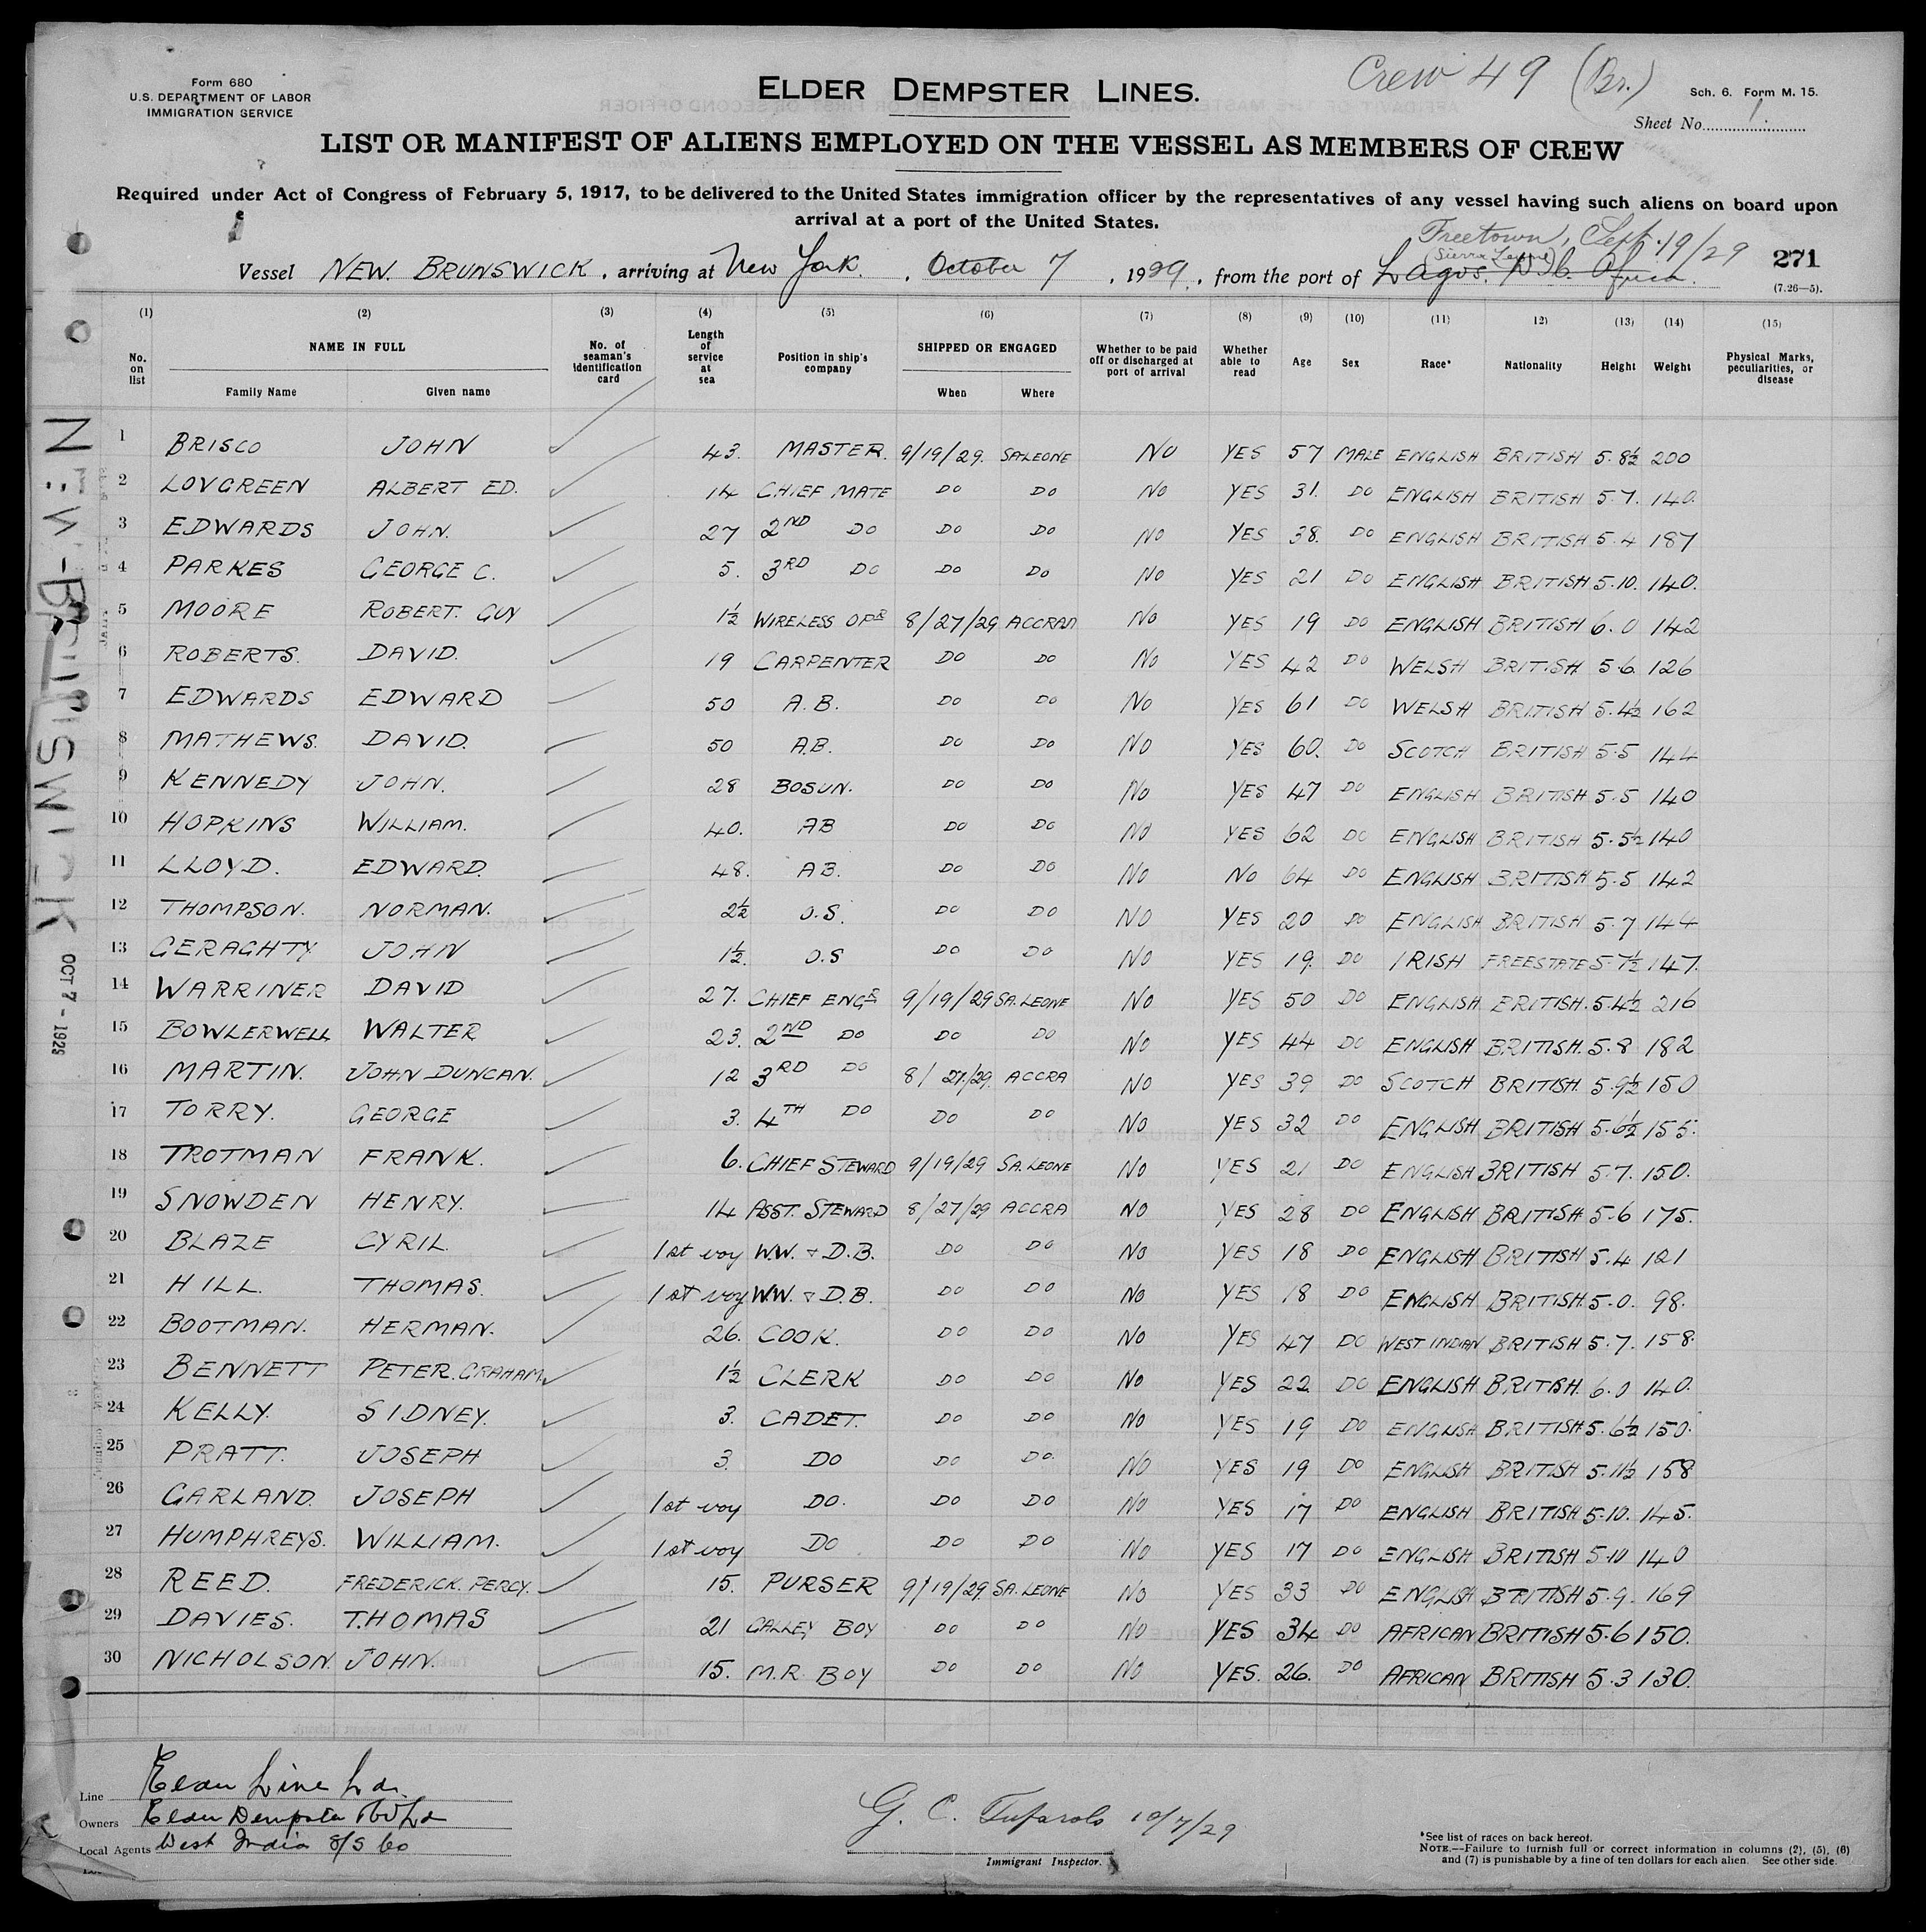 Form 680
U.S. DEPARTMENT OF LABOR
IMMIGRATION SERVICE
ELDER DEMPSTER LINES.
Crew 49 (Br.)
Sch. 6. Form M. 15.
Sheet No. 1
LIST OR MANIFEST OF ALIENS EMPLOYED ON THE VESSEL AS MEMBERS OF CREW
Required under Act of Congress of February 5, 1917, to be delivered to the United States immigration officer by the representatives of any vessel having such aliens on board upon
arrival at a port of the United States.
Freetown, Sept. 19/29
(Sierra Leone)
Vessel NEW. BRUNSWICK, arriving at New York, October 7, 1929, from the port of Lagos. Africa.
271
(7.26—5).
(1) (2) (3) (4) (5) (6) (7) (8) (9) (10) (11) 12) (13) (14) (15)
No. on list NAME IN FULL Family Name Given name No. of seaman's identification card Length of service at sea Position in ship's company SHIPPED OR ENGAGED When Where Whether to be paid off or discharged at port of arrival Whether able to read Age Sex Race* Nationality Height Weight Physical Marks, peculiarities, or disease
1 BRISCO JOHN 43. MASTER. 9/19/29. SA LEONE NO YES 57 MALE ENGLISH BRITISH 5.8½ 200
2 LOVGREEN ALBERT ED. 14 CHIEF MATE DO DO NO YES 31. DO ENGLISH BRITISH 5.7. 140.
3 EDWARDS JOHN. 27 2ND DO DO DO NO YES 38. DO ENGLISH BRITISH 5.4 187
4 PARKES GEORGE C. 5. 3RD DO DO DO NO YES 21 DO ENGLISH BRITISH 5.10. 140.
5 MOORE ROBERT. GUY 1½ WIRELESS OPR 8/27/29 ACCRA NO YES 19 DO ENGLISH BRITISH 6.0 142
6 ROBERTS. DAVID. 19 CARPENTER DO DO NO YES 42 DO WELSH BRITISH 5.6. 126
7 EDWARDS EDWARD 50 A.B. DO DO NO YES 61 DO WELSH BRITISH 5.4½ 162
8 MATHEWS. DAVID. 50 A.B. DO DO NO YES 60. DO SCOTCH BRITISH 5.5 144
9 KENNEDY JOHN. 28 BOSUN. DO DO NO YES 47 DO ENGLISH BRITISH 5.5 140
10 HOPKINS WILLIAM. 40. AB DO DO NO YES 62 DO ENGLISH BRITISH 5.5½ 140
11 LLOYD. EDWARD. 48. AB. DO DO NO NO 64 DO ENGLISH BRITISH 5.5 142
12 THOMPSON. NORMAN. 2½ O.S. DO DO NO YES 20 DO ENGLISH BRITISH 5.7 144
13 GERAGHTY JOHN 1½. O.S DO DO NO YES 19. DO IRISH FREESTATE 5.7½ 147.
14 WARRINER DAVID 27. CHIEF ENGR 9/19/29 SA. LEONE NO YES 50 DO ENGLISH BRITISH. 5.4½ 216
15 BOWLERWELL WALTER 23. 2ND DO DO DO NO YES 44 DO ENGLISH BRITISH. 5.8 182
16 MARTIN. JOHN DUNCAN. 12 3RD DO 8/27/29. ACCRA NO YES 39 DO SCOTCH BRITISH. 5.9½ 150
17 TORRY. GEORGE 3. 4TH DO DO DO NO YES 32 DO ENGLISH BRITISH 5.6½ 155.
18 TROTMAN FRANK. 6. CHIEF STEWARD 9/19/29 SA. LEONE NO YES 21 DO ENGLISH BRITISH 5.7. 150.
19 SNOWDEN HENRY. 14 ASST. STEWARD 8/27/29 ACCRA NO YES 28 DO ENGLISH BRITISH 5.6 175.
20 BLAZE CYRIL. 1st voy W.W. & D.B. DO DO NO YES 18 DO ENGLISH BRITISH 5.4 121
21 HILL. THOMAS. 1st voy W.W. & D.B. DO DO NO YES 18 DO ENGLISH BRITISH. 5.0. 98.
22 BOOTMAN. HERMAN. 26. COOK. DO DO NO YES 47 DO WEST INDIAN BRITISH 5.7. 158.
23 BENNETT PETER. GRAHAM. 1½ CLERK DO DO NO YES 22 DO ENGLISH BRITISH. 6.0 140.
24 KELLY. SIDNEY. 3. CADET. DO DO NO YES 19 DO ENGLISH BRITISH 5.6½ 150.
25 PRATT. JOSEPH 3. DO DO DO. NO YES 19 DO ENGLISH BRITISH 5.11½ 158
26 GARLAND. JOSEPH 1st voy DO. DO DO NO YES 17 DO ENGLISH BRITISH 5.10. 145.
27 HUMPHREYS. WILLIAM. 1st voy DO DO DO NO YES 17 DO ENGLISH BRITISH 5.10 140
28 REED. FREDERICK. PERCY. 15. PURSER 9/19/29. SA. LEONE NO YES 33 DO ENGLISH BRITISH 5.9. 169
29 DAVIES. THOMAS 21 GALLEY BOY DO DO NO YES 34 DO AFRICAN BRITISH 5.6 150.
30 NICHOLSON. JOHN. 15. M.R. BOY DO DO NO YES. 26. DO AFRICAN BRITISH 5.3 130.
NEW-BRUNSWICK OCT 7 - 1929
Line Elder Line Ld.
Owners Elder Dempster & Co Ld
Local Agents West India S/S Co
G. C. 10/7/29
Immigrant Inspector.
*See list of races on back hereof.
NOTE.—Failure to furnish full or correct information in columns (2), (5), (6)
and (7) is punishable by a fine of ten dollars for each alien. See other side.